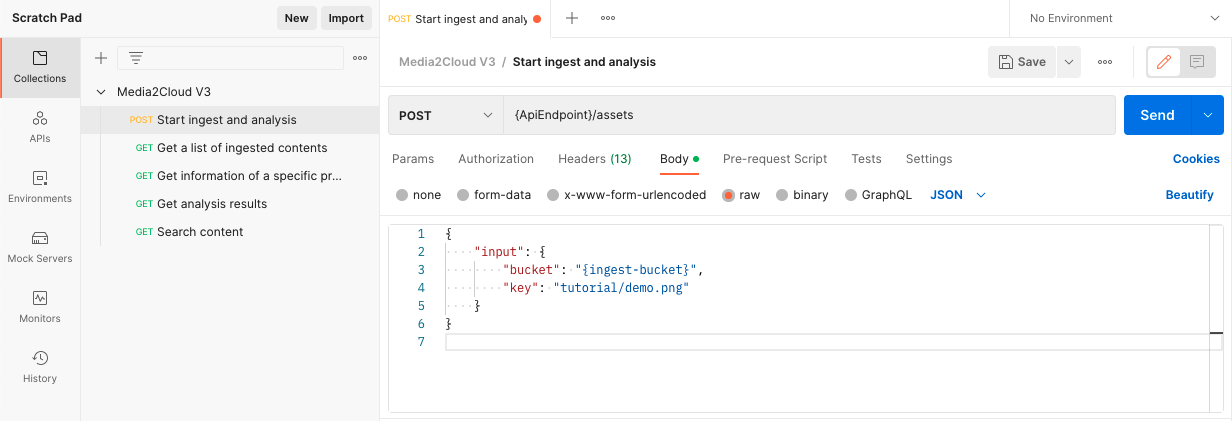 Scratch Pad
New
Import
POST Start ingest and analy
No Environment
Collections
APIs
Environments
Mock Servers
Monitors
History
Media2Cloud V3
POST Start ingest and analysis
GET Get a list of ingested contents
GET Get information of a specific pr...
GET Get analysis results
GET Search content
Media2Cloud V3 / Start ingest and analysis
Save
POST
{ApiEndpoint}/assets
Send
Params Authorization Headers (13) Body Pre-request Script Tests Settings Cookies
none form-data x-www-form-urlencoded raw binary GraphQL JSON Beautify
1 {
2 "input": {
3 "bucket": "{ingest-bucket}",
4 "key": "tutorial/demo.png"
5 }
6 }
7